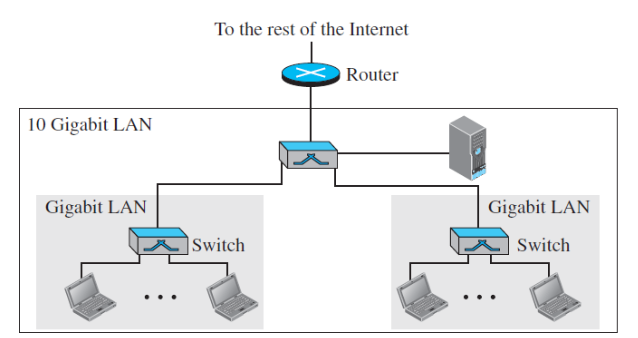 To the rest of the Internet
Router
10 Gigabit LAN
Gigabit LAN
Gigabit LAN
Switch
Switch